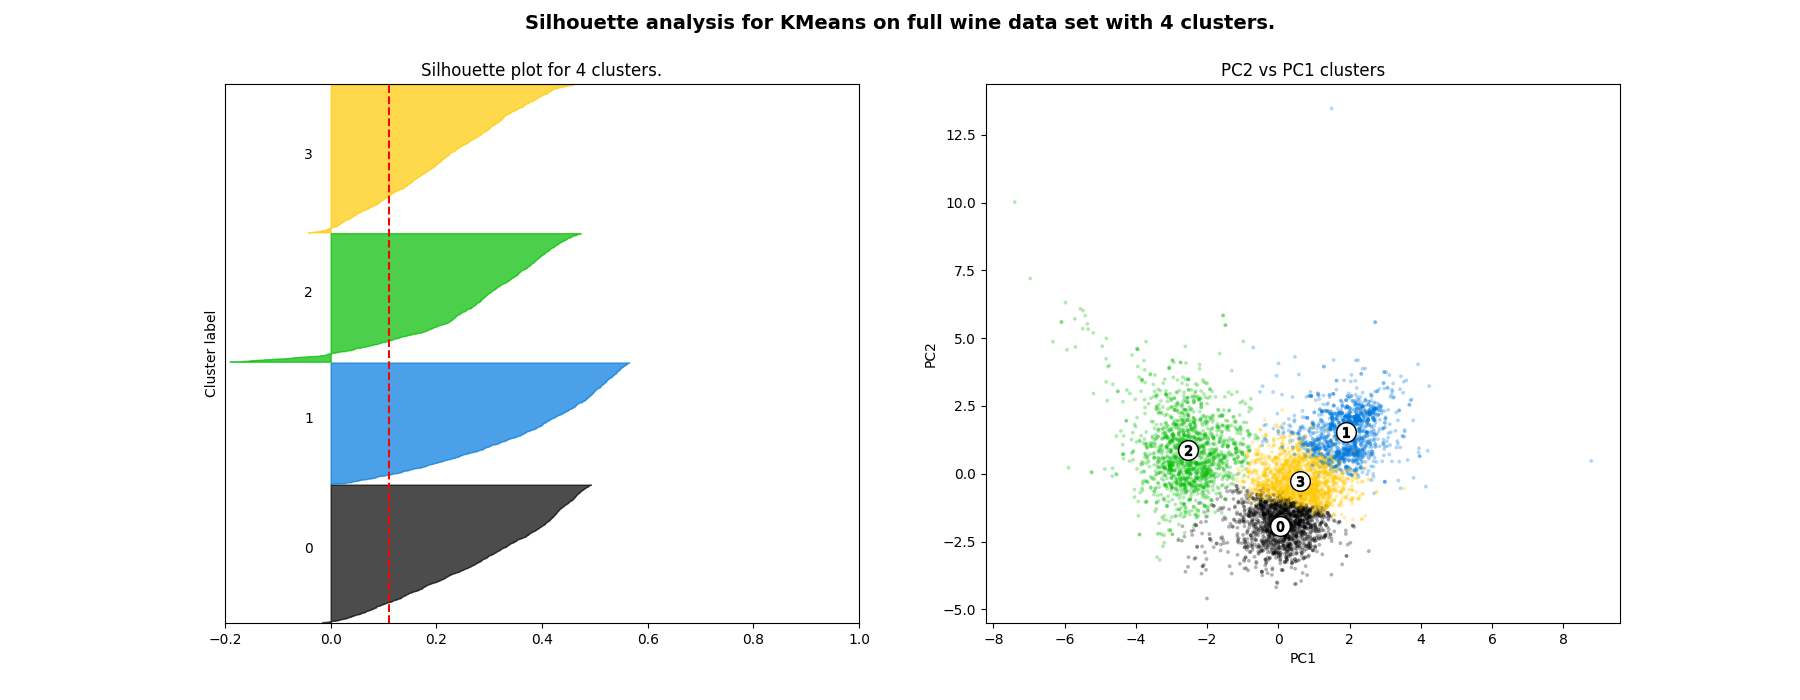 Silhouette analysis for KMeans on full wine data set with 4 clusters.
Silhouette plot for 4 clusters.
Cluster label
3
2
1
0
−0.2 0.0 0.2 0.4 0.6 0.8 1.0
PC2 vs PC1 clusters
PC2
12.5
10.0
7.5
5.0
2.5
0.0
−2.5
−5.0
1
2
3
0
−8 −6 −4 −2 0 2 4 6 8
PC1